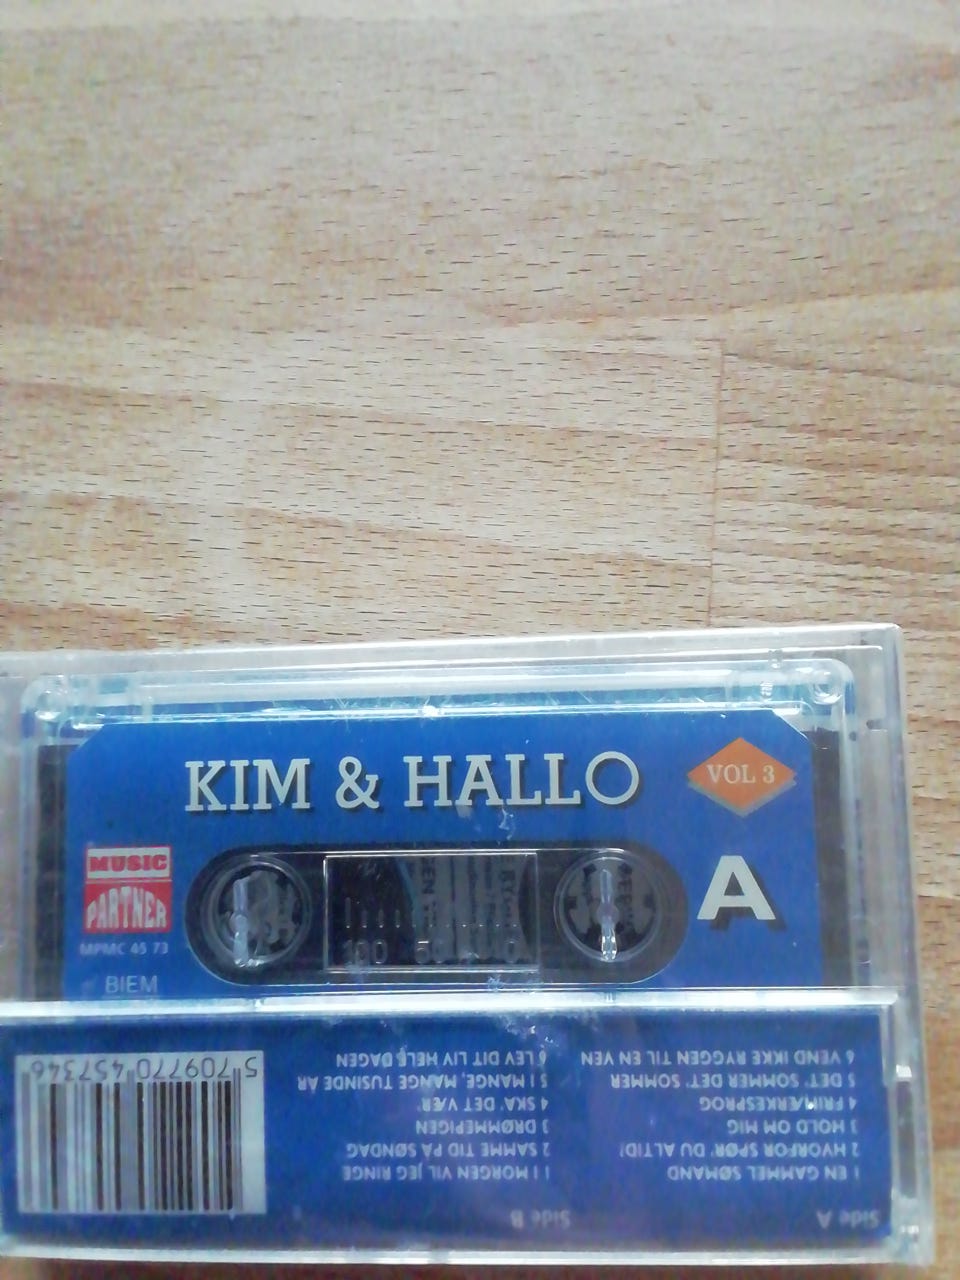 KIM & HALLO
VOL 3
MUSIC
PARTNER
A
MPMC 45 73
BIEM
100 50 0
Side A
1 EN GAMMEL SØMAND
2 HVORFOR SPØR' DU ALTID!
3 HOLD OM MIG
4 FRIMÆRKESPROG
5 DET' SOMMER DET' SOMMER
6 VEND IKKE RYGGEN TIL EN VEN
Side B
1 I MORGEN VIL JEG RINGE
2 SAMME TID PÅ SØNDAG
3 DRØMMEPIGEN
4 SKA' DET VÆR'
5 MANGE, MANGE TUSINDE ÅR
6 LEV DIT LIV HELE DAGEN
5 709770 457346